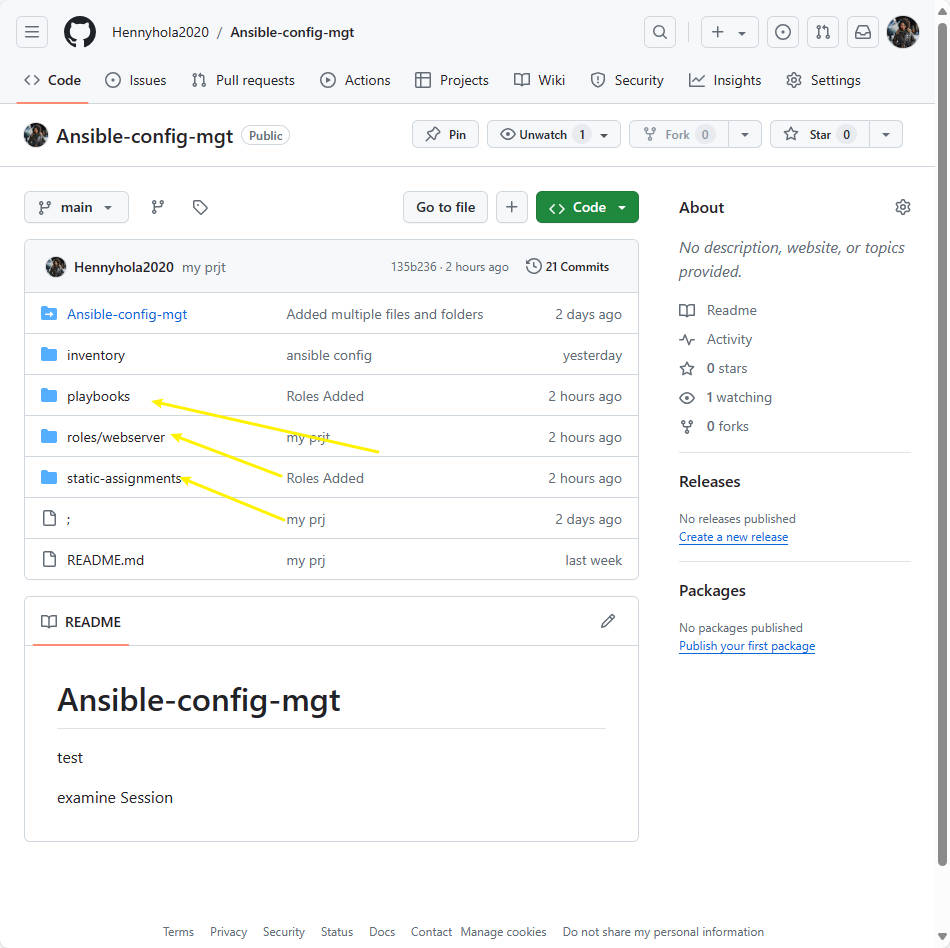 Hennyhola2020 / Ansible-config-mgt
Code Issues Pull requests Actions Projects Wiki Security Insights Settings
Ansible-config-mgt Public Pin Unwatch 1 Fork 0 Star 0
main Go to file Code
Hennyhola2020 my prjt 135b236 · 2 hours ago 21 Commits
Ansible-config-mgt Added multiple files and folders 2 days ago
inventory ansible config yesterday
playbooks Roles Added 2 hours ago
roles/webserver my prjt 2 hours ago
static-assignments Roles Added 2 hours ago
; my prj 2 days ago
README.md my prj last week
README
Ansible-config-mgt
test
examine Session
About
No description, website, or topics
provided.
Readme
Activity
0 stars
1 watching
0 forks
Releases
No releases published
Create a new release
Packages
No packages published
Publish your first package
Terms Privacy Security Status Docs Contact Manage cookies Do not share my personal information